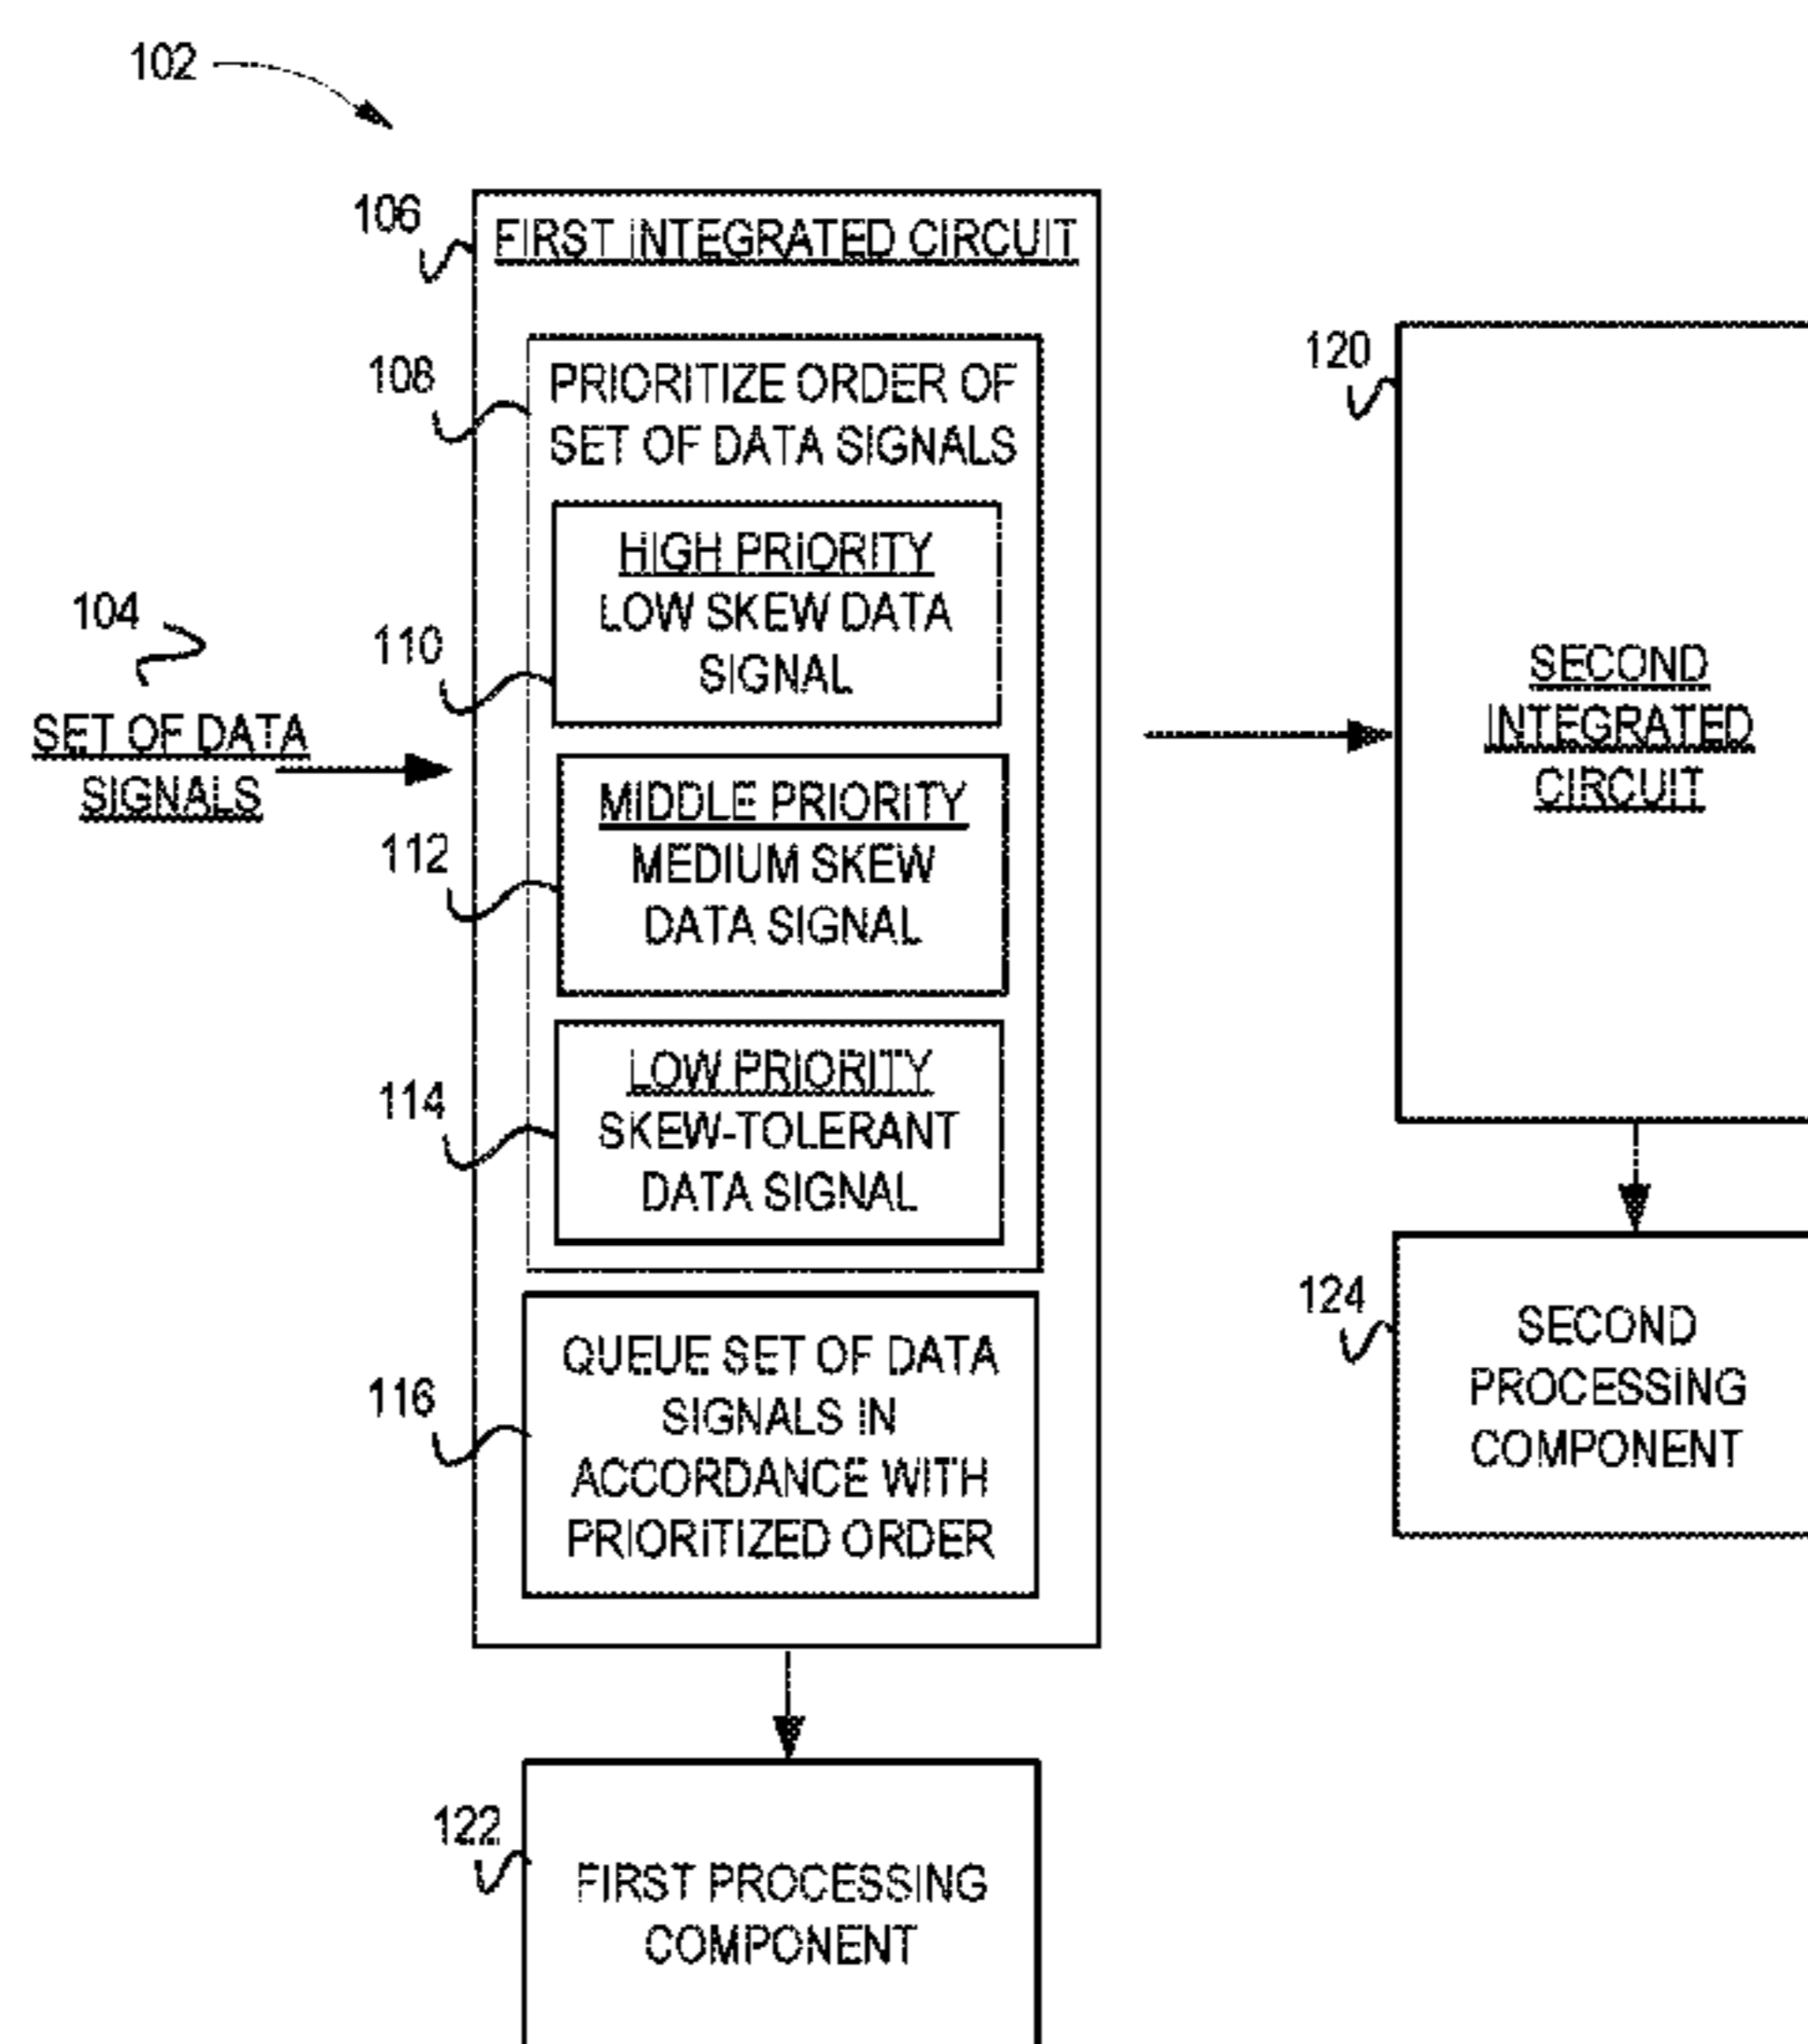 102
106
FIRST INTEGRATED CIRCUIT
108
PRIORITIZE ORDER OF
SET OF DATA SIGNALS
HIGH PRIORITY
LOW SKEW DATA
SIGNAL
110
104
SET OF DATA
SIGNALS
MIDDLE PRIORITY
MEDIUM SKEW
DATA SIGNAL
112
LOW PRIORITY
SKEW-TOLERANT
DATA SIGNAL
114
QUEUE SET OF DATA
SIGNALS IN
ACCORDANCE WITH
PRIORITIZED ORDER
116
122
FIRST PROCESSING
COMPONENT
120
SECOND
INTEGRATED
CIRCUIT
124
SECOND
PROCESSING
COMPONENT